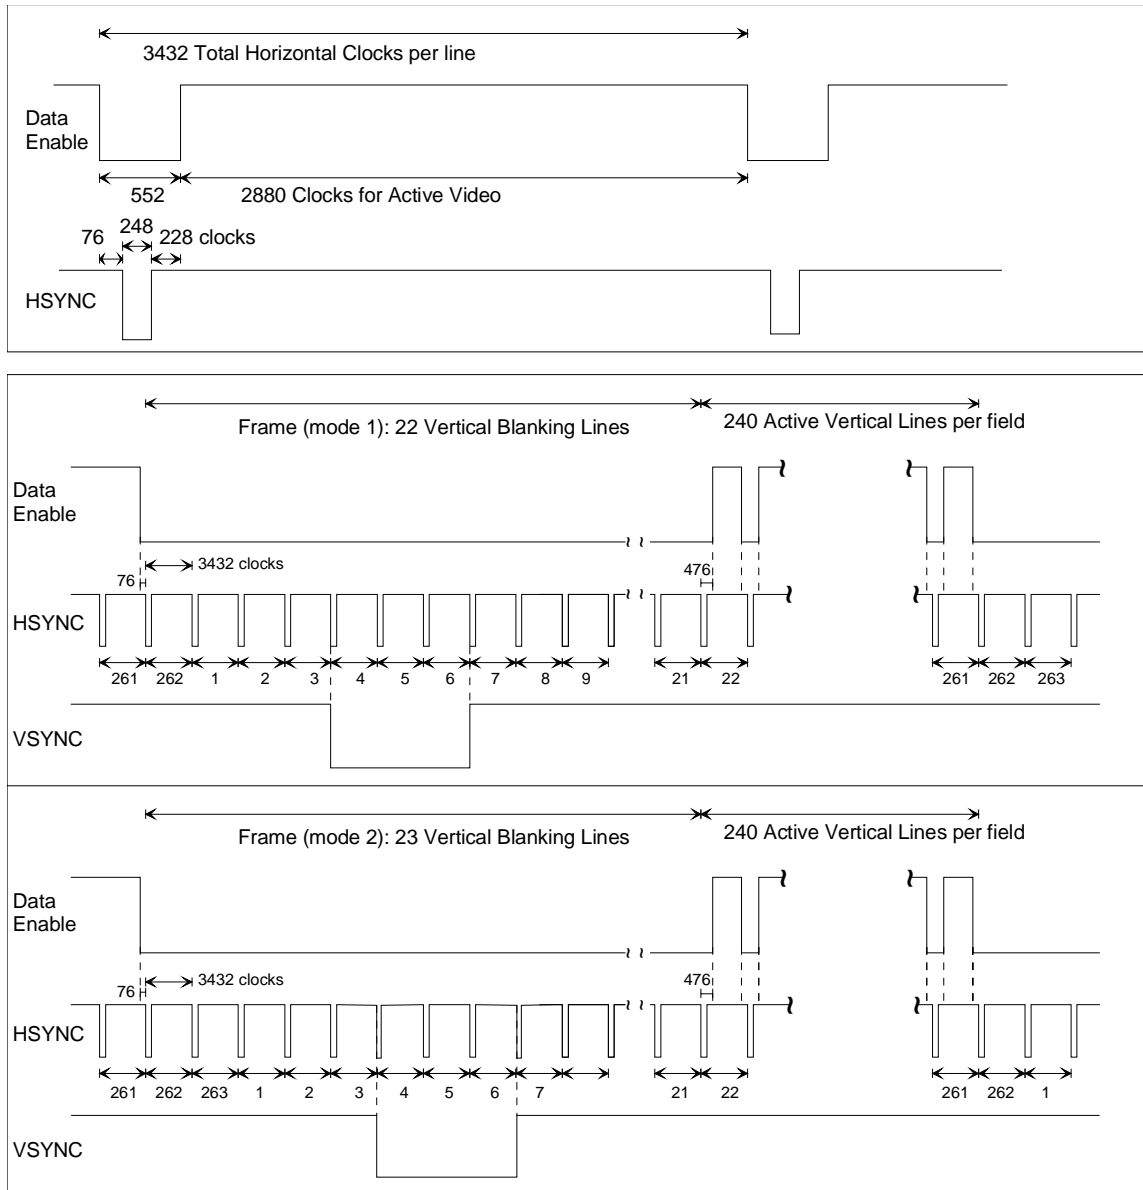 3432 Total Horizontal Clocks per line
Data
Enable
552
2880 Clocks for Active Video
76
248
228 clocks
HSYNC
Frame (mode 1): 22 Vertical Blanking Lines
240 Active Vertical Lines per field
Data
Enable
3432 clocks
76
476
HSYNC
261 262 1 2 3 4 5 6 7 8 9 21 22 261 262 263
VSYNC
Frame (mode 2): 23 Vertical Blanking Lines
240 Active Vertical Lines per field
Data
Enable
3432 clocks
76
476
HSYNC
261 262 263 1 2 3 4 5 6 7 21 22 261 262 1
VSYNC